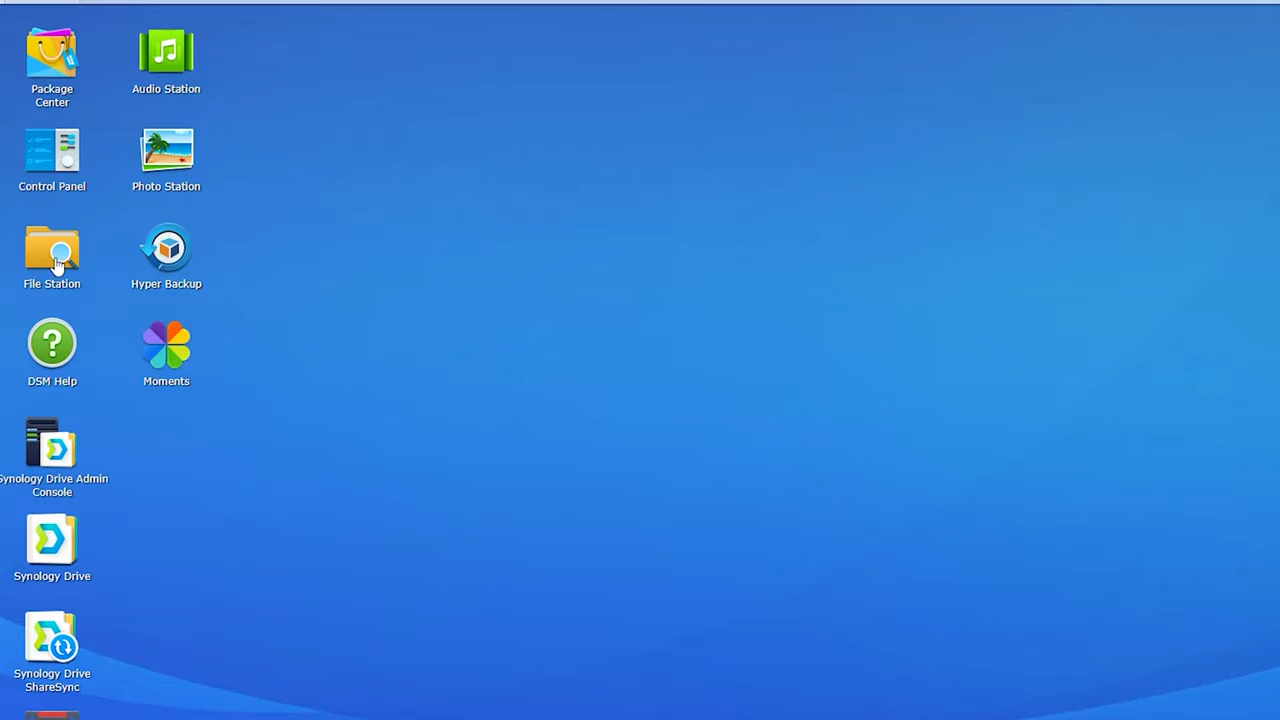 Package
Center
Audio Station
Control Panel
Photo Station
File Station
Hyper Backup
?
DSM Help
Moments
Synology Drive Admin
Console
Synology Drive
Synology Drive
ShareSync